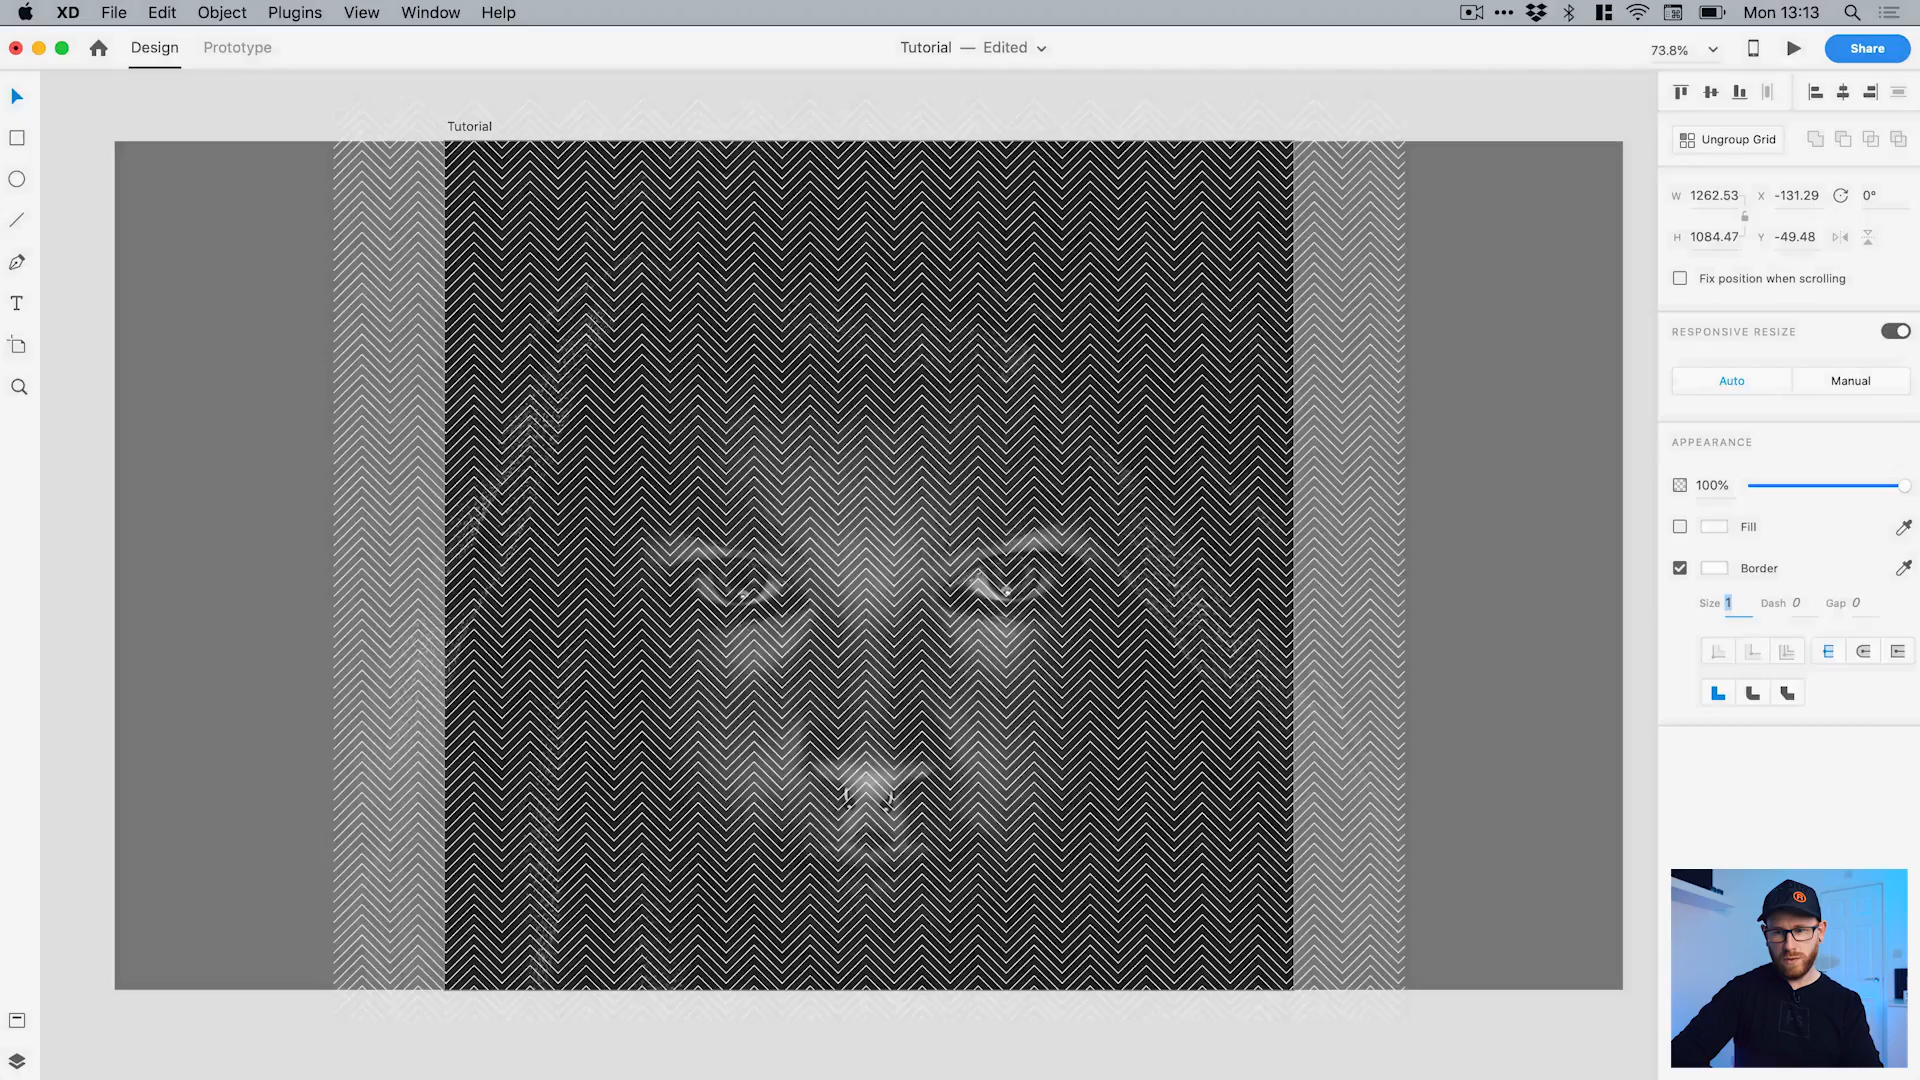 XD File Edit Object Plugins View Window Help
Mon 13:13
Design Prototype
Tutorial — Edited
73.8%
Share
Tutorial
Ungroup Grid
W 1262.53 X -131.29 0°
H 1084.47 Y -49.48
Fix position when scrolling
RESPONSIVE RESIZE
Auto Manual
APPEARANCE
100%
Fill
Border
Size 1 Dash 0 Gap 0